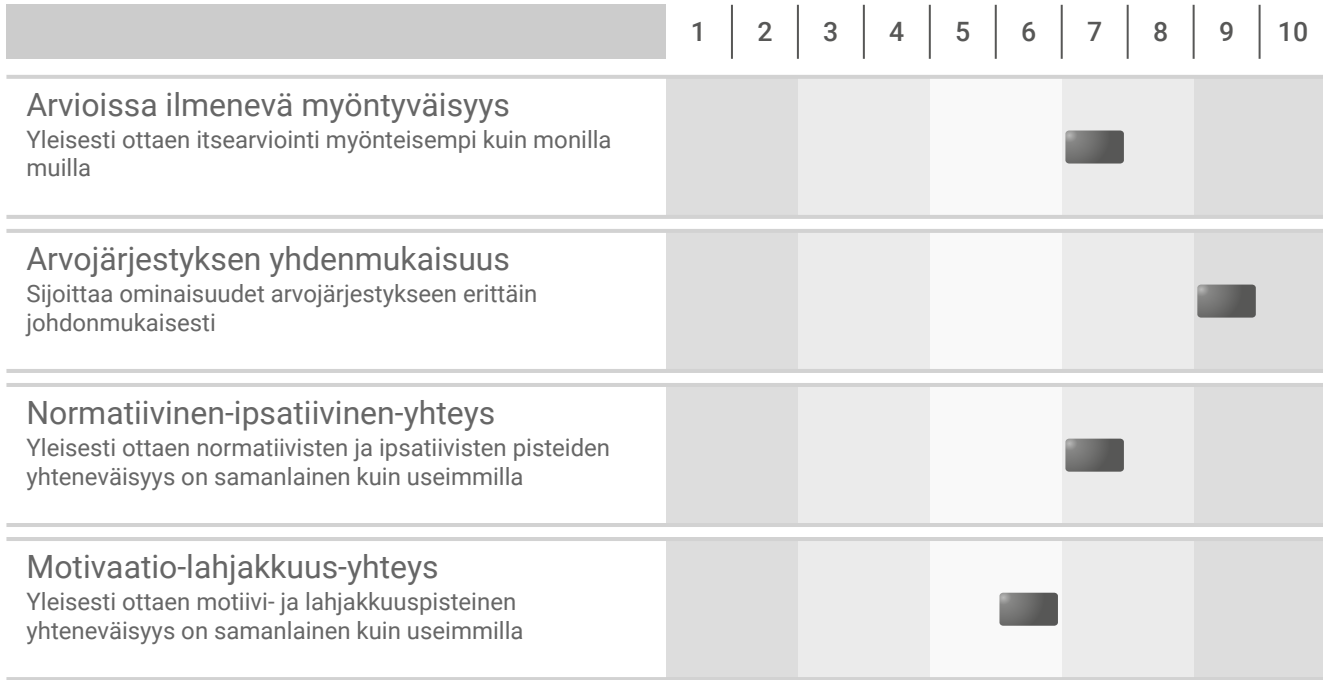 1 2 3 4 5 6 7 8 9 10
Arvioissa ilmenevä myöntyväisyys
Yleisesti ottaen itsearviointi myönteisempi kuin monilla
muilla
Arvojärjestyksen yhdenmukaisuus
Sijoittaa ominaisuudet arvojärjestykseen erittäin
johdonmukaisesti
Normatiivinen-ipsatiivinen-yhteys
Yleisesti ottaen normatiivisten ja ipsatiivisten pisteiden
yhteneväisyys on samanlainen kuin useimmilla
Motivaatio-lahjakkuus-yhteys
Yleisesti ottaen motiivi- ja lahjakkuuspisteinen
yhteneväisyys on samanlainen kuin useimmilla